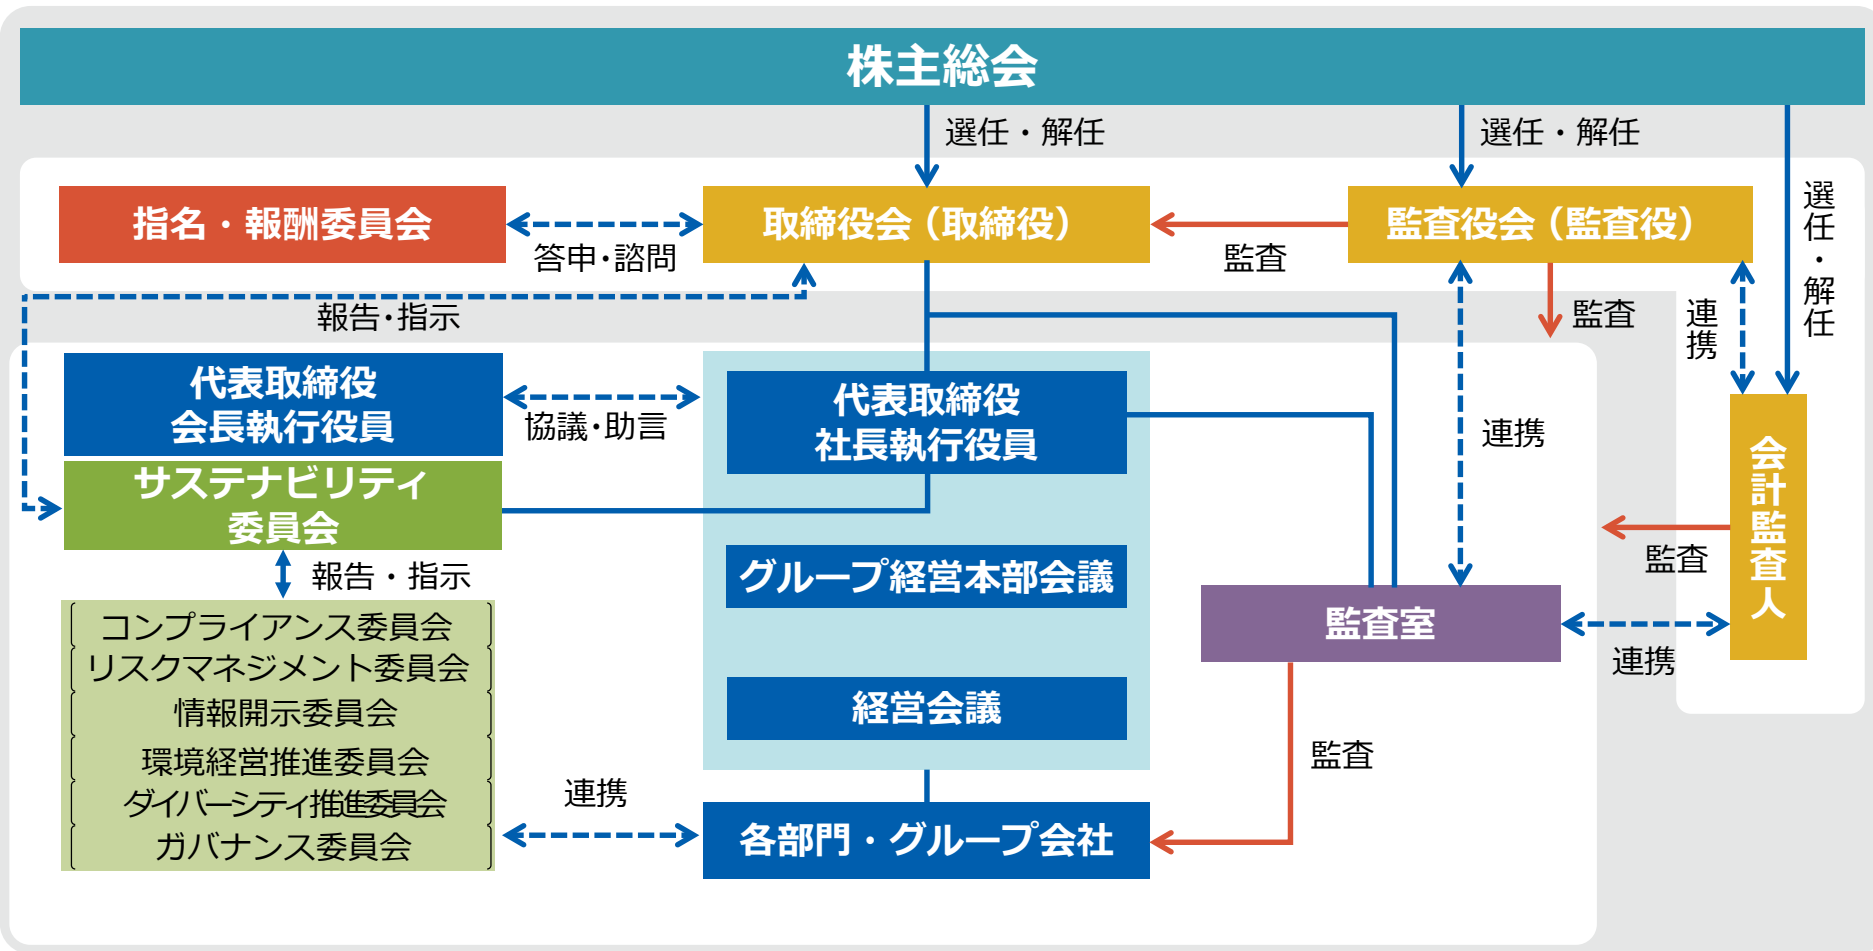 株主総会
選任・解任
選任・解任
選任・解任
指名・報酬委員会
答申・諮問
取締役会（取締役）
監査
監査役会（監査役）
報告・指示
監査
連携
代表取締役
会長執行役員
協議・助言
代表取締役
社長執行役員
連携
サステナビリティ
委員会
会計監査人
監査
報告・指示
グループ経営本部会議
監査室
連携
コンプライアンス委員会
リスクマネジメント委員会
情報開示委員会
環境経営推進委員会
ダイバーシティ推進委員会
ガバナンス委員会
経営会議
監査
連携
各部門・グループ会社